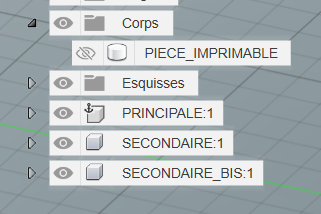 Corps
PIECE_IMPRIMABLE
Esquisses
PRINCIPALE:1
SECONDAIRE:1
SECONDAIRE_BIS:1